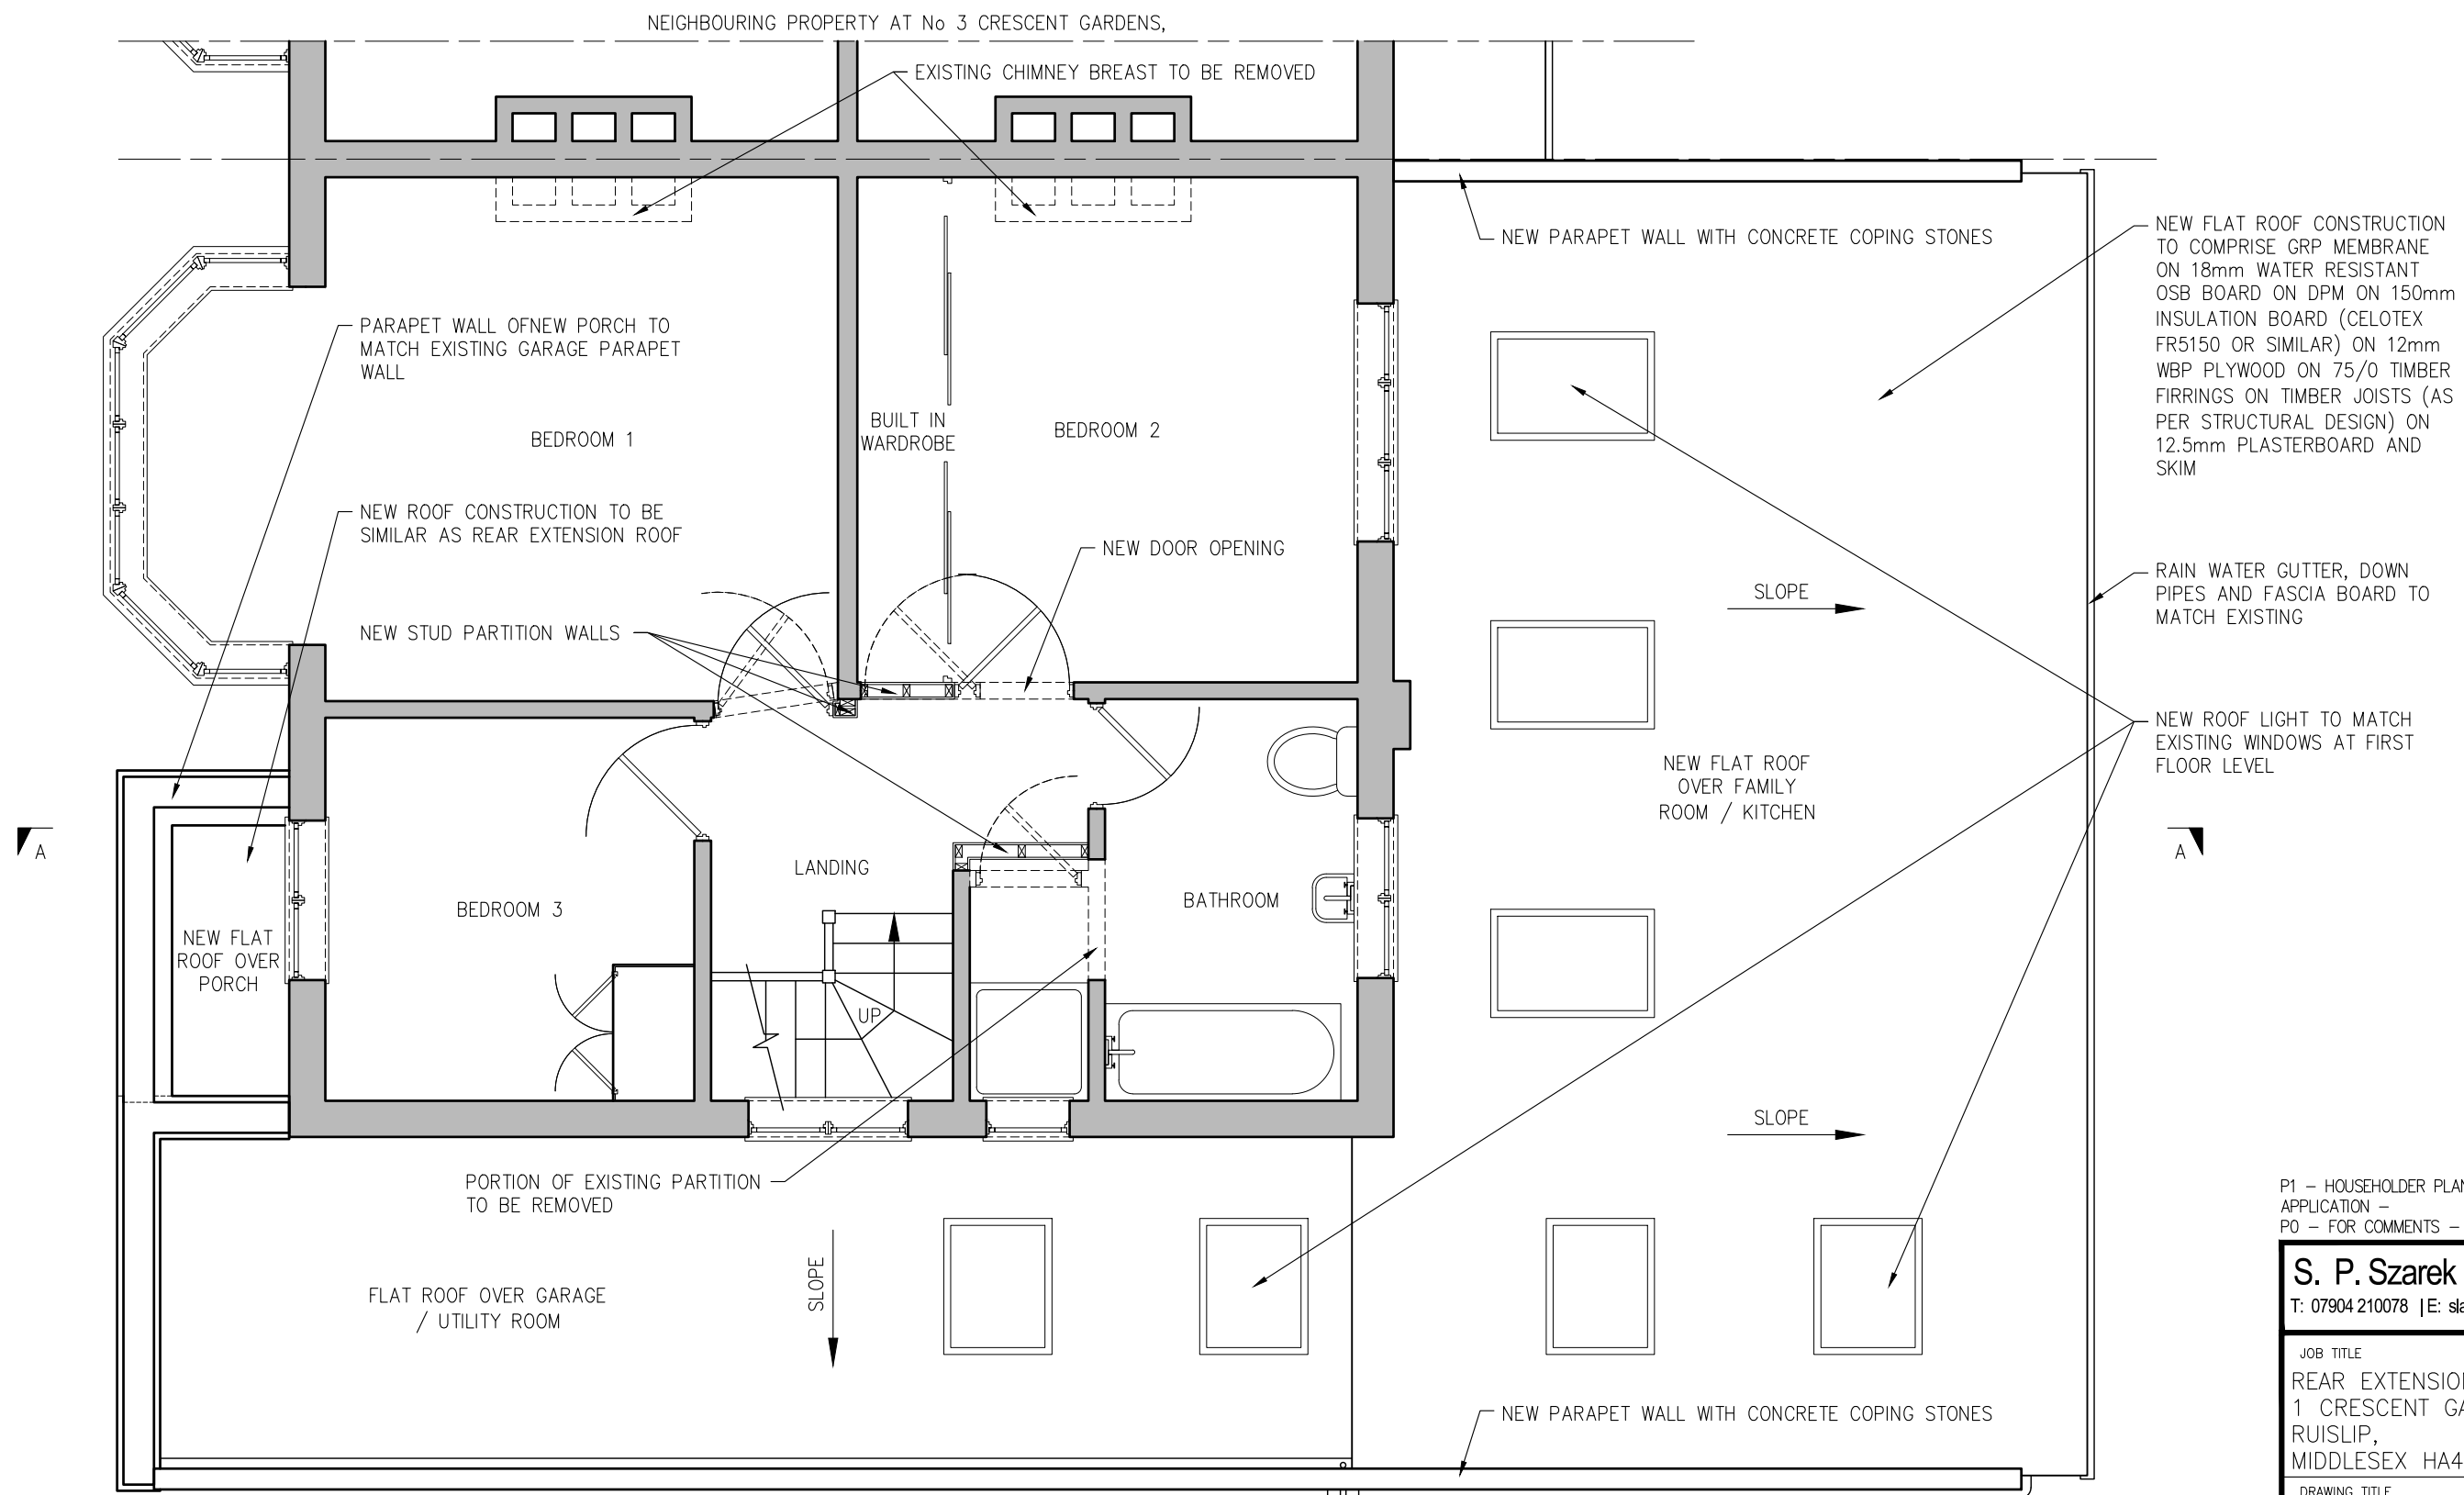 NEIGHBOURING PROPERTY AT No 3 CRESCENT GARDENS,
EXISTING CHIMNEY BREAST TO BE REMOVED
NEW PARAPET WALL WITH CONCRETE COPING STONES
NEW FLAT ROOF CONSTRUCTION
TO COMPRISE GRP MEMBRANE
ON 18mm WATER RESISTANT
OSB BOARD ON DPM ON 150mm
INSULATION BOARD (CELOTEX
FR5150 OR SIMILAR) ON 12mm
WBP PLYWOOD ON 75/0 TIMBER
FIRRINGS ON TIMBER JOISTS (AS
PER STRUCTURAL DESIGN) ON
12.5mm PLASTERBOARD AND
SKIM
PARAPET WALL OFNEW PORCH TO
MATCH EXISTING GARAGE PARAPET
WALL
BEDROOM 1
BUILT IN
WARDROBE
BEDROOM 2
NEW ROOF CONSTRUCTION TO BE
SIMILAR AS REAR EXTENSION ROOF
NEW DOOR OPENING
SLOPE
RAIN WATER GUTTER, DOWN
PIPES AND FASCIA BOARD TO
MATCH EXISTING
NEW STUD PARTITION WALLS
NEW ROOF LIGHT TO MATCH
EXISTING WINDOWS AT FIRST
FLOOR LEVEL
NEW FLAT ROOF
OVER FAMILY
ROOM / KITCHEN
A
A
LANDING
BATHROOM
BEDROOM 3
NEW FLAT
ROOF OVER
PORCH
UP
SLOPE
PORTION OF EXISTING PARTITION
TO BE REMOVED
SLOPE
FLAT ROOF OVER GARAGE
/ UTILITY ROOM
NEW PARAPET WALL WITH CONCRETE COPING STONES
P1 – HOUSEHOLDER PLAN
APPLICATION –
P0 – FOR COMMENTS –
S. P. Szarek
T: 07904 210078 | E: sla
JOB TITLE
REAR EXTENSION
1 CRESCENT GA
RUISLIP,
MIDDLESEX HA4
DRAWING TITLE